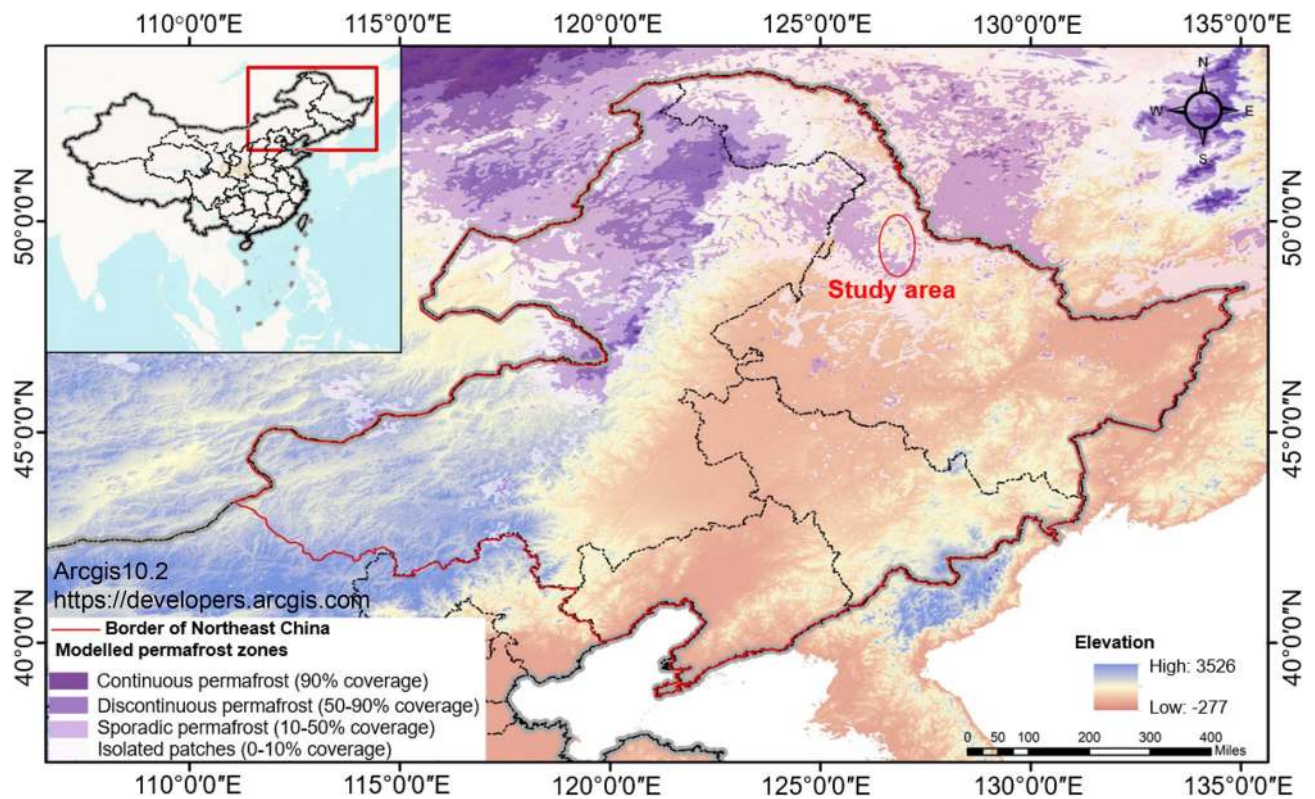 110°0'0"E 115°0'0"E 120°0'0"E 125°0'0"E 130°0'0"E 135°0'0"E
N
W E
S
50°0'0"N 50°0'0"N
Study area
45°0'0"N 45°0'0"N
Arcgis10.2
https://developers.arcgis.com
Border of Northeast China
Modelled permafrost zones
Continuous permafrost (90% coverage)
Discontinuous permafrost (50-90% coverage)
Sporadic permafrost (10-50% coverage)
Isolated patches (0-10% coverage)
40°0'0"N 40°0'0"N
Elevation
High: 3526
Low: -277
0 50 100 200 300 400
Miles
110°0'0"E 115°0'0"E 120°0'0"E 125°0'0"E 130°0'0"E 135°0'0"E